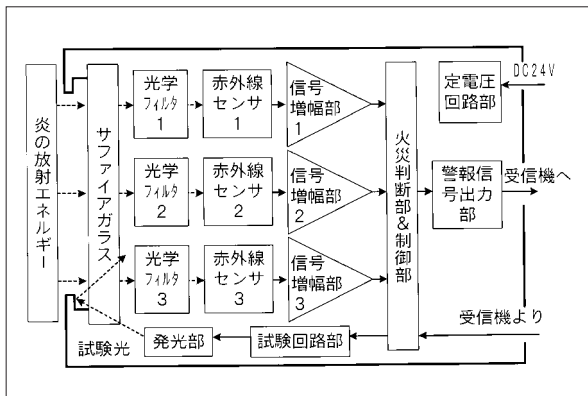 炎の放射エネルギー
サファイアガラス
光学
フィルタ
1
赤外線
センサ
1
信号
増幅部
1
光学
フィルタ
2
赤外線
センサ
2
信号
増幅部
2
光学
フィルタ
3
赤外線
センサ
3
信号
増幅部
3
火災判断部&制御部
定電圧
回路部
DC24V
警報信
号出力
部
受信機へ
受信機より
試験光
発光部
試験回路部